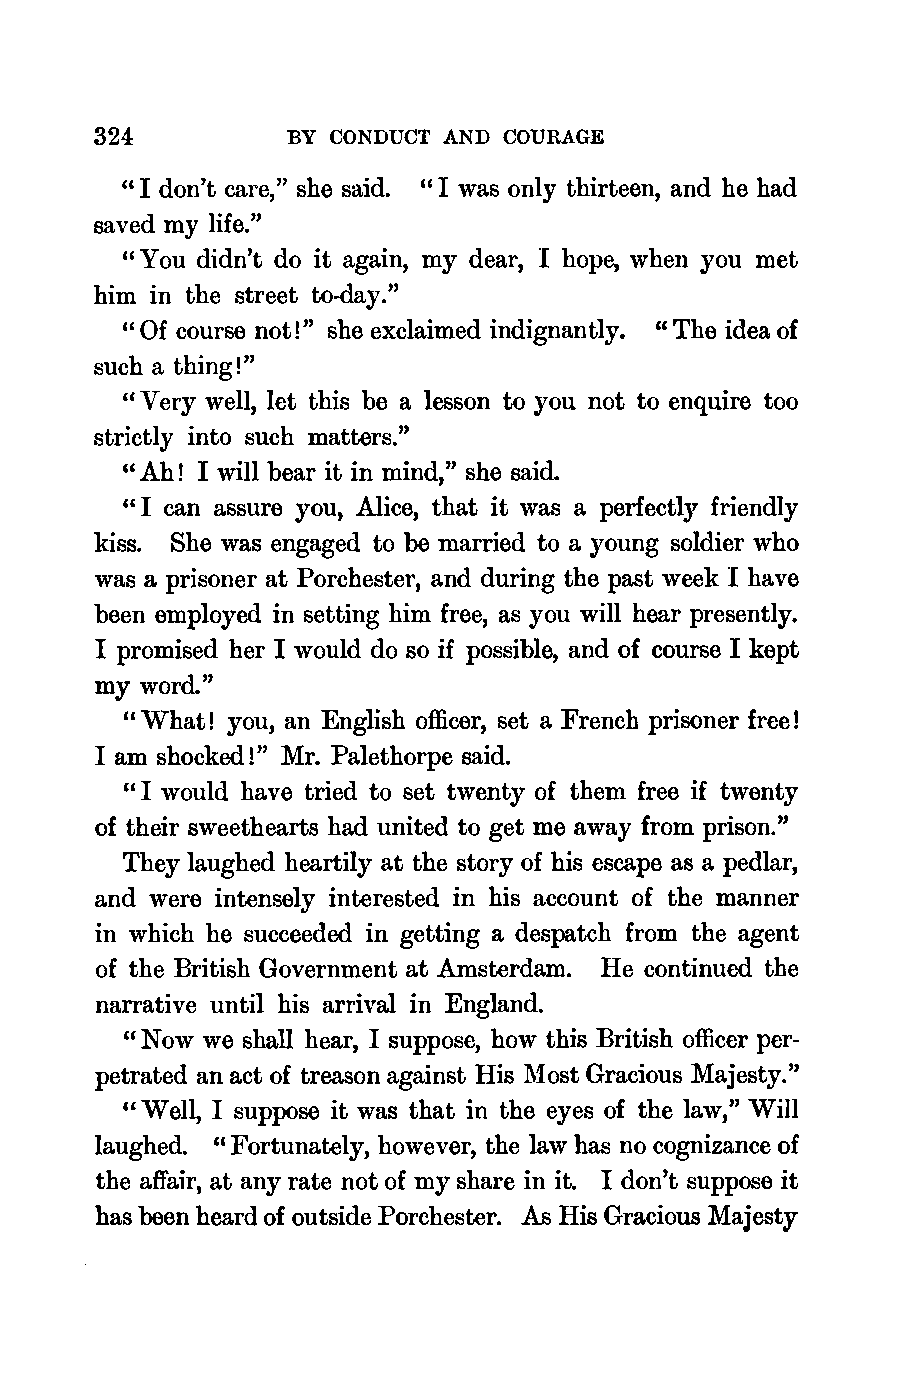 324 BY CONDUCT AND COURAGE
"I don't care," she said. "I was only thirteen, and he had
saved my life."
"You didn't do it again, my dear, I hope, when you met
him in the street to-day."
"Of course not!" she exclaimed indignantly. "The idea of
such a thing!"
"Very well, let this be a lesson to you not to enquire too
strictly into such matters."
"Ah! I will bear it in mind," she said.
"I can assure you, Alice, that it was a perfectly friendly
kiss. She was engaged to be married to a young soldier who
was a prisoner at Porchester, and during the past week I have
been employed in setting him free, as you will hear presently.
I promised her I would do so if possible, and of course I kept
my word."
"What! you, an English officer, set a French prisoner free!
I am shocked!" Mr. Palethorpe said.
"I would have tried to set twenty of them free if twenty
of their sweethearts had united to get me away from prison."
They laughed heartily at the story of his escape as a pedlar,
and were intensely interested in his account of the manner
in which he succeeded in getting a despatch from the agent
of the British Government at Amsterdam. He continued the
narrative until his arrival in England.
"Now we shall hear, I suppose, how this British officer per-
petrated an act of treason against His Most Gracious Majesty."
"Well, I suppose it was that in the eyes of the law," Will
laughed. "Fortunately, however, the law has no cognizance of
the affair, at any rate not of my share in it. I don't suppose it
has been heard of outside Porchester. As His Gracious Majesty